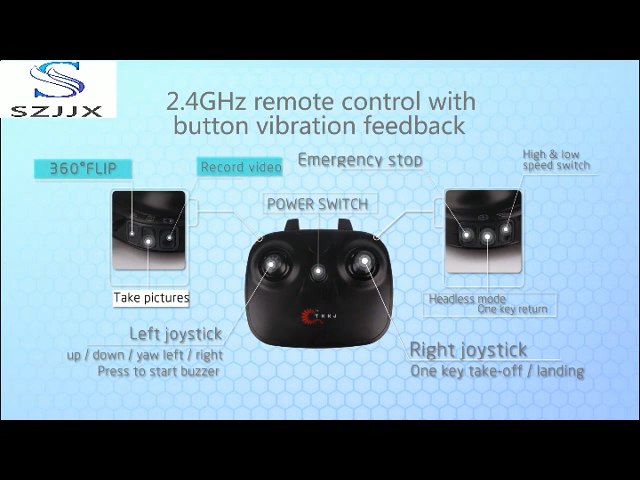 SZJJX
2.4GHz remote control with
button vibration feedback
360°FLIP
Record video
Emergency stop
High & low
speed switch
POWER SWITCH
Take pictures
TKKJ
Headless mode
One key return
Left joystick
up / down / yaw left / right
Press to start buzzer
Right joystick
One key take-off / landing